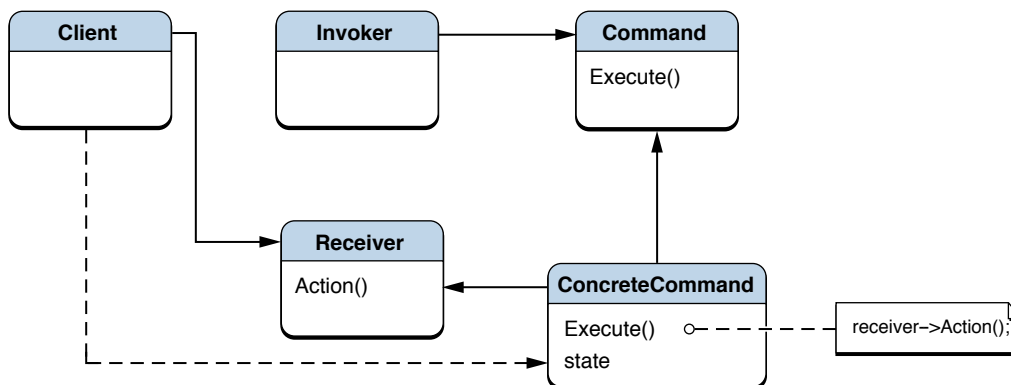 Client
Invoker
Command
Execute()
Receiver
Action()
ConcreteCommand
Execute()
state
receiver–>Action();